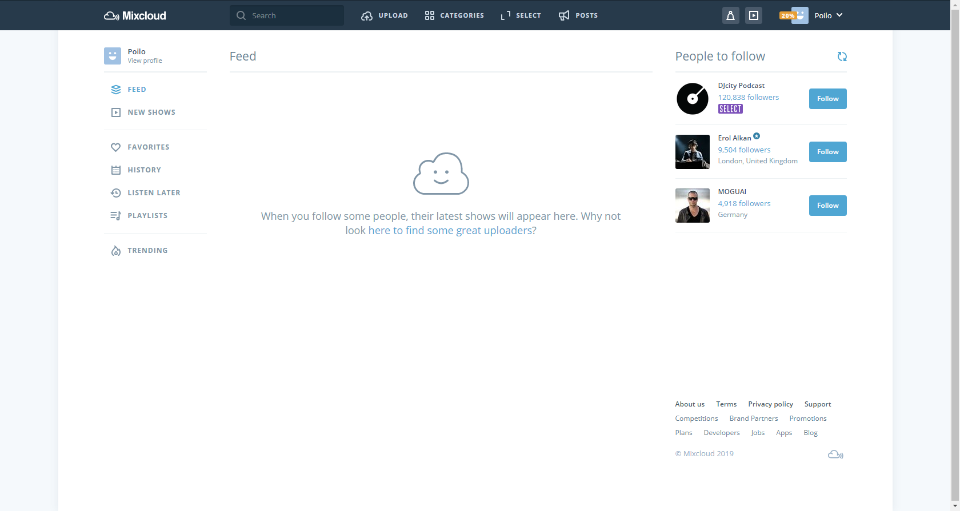 Mixcloud
Search
UPLOAD
CATEGORIES
SELECT
POSTS
28%
Poilo
Poilo
View profile
FEED
NEW SHOWS
FAVORITES
HISTORY
LISTEN LATER
PLAYLISTS
TRENDING
Feed
When you follow some people, their latest shows will appear here. Why not
look here to find some great uploaders?
People to follow
DJcity Podcast
120,838 followers
SELECT
Follow
Erol Alkan
9,504 followers
London, United Kingdom
Follow
MOGUAI
4,918 followers
Germany
Follow
About us Terms Privacy policy Support
Competitions Brand Partners Promotions
Plans Developers Jobs Apps Blog
© Mixcloud 2019